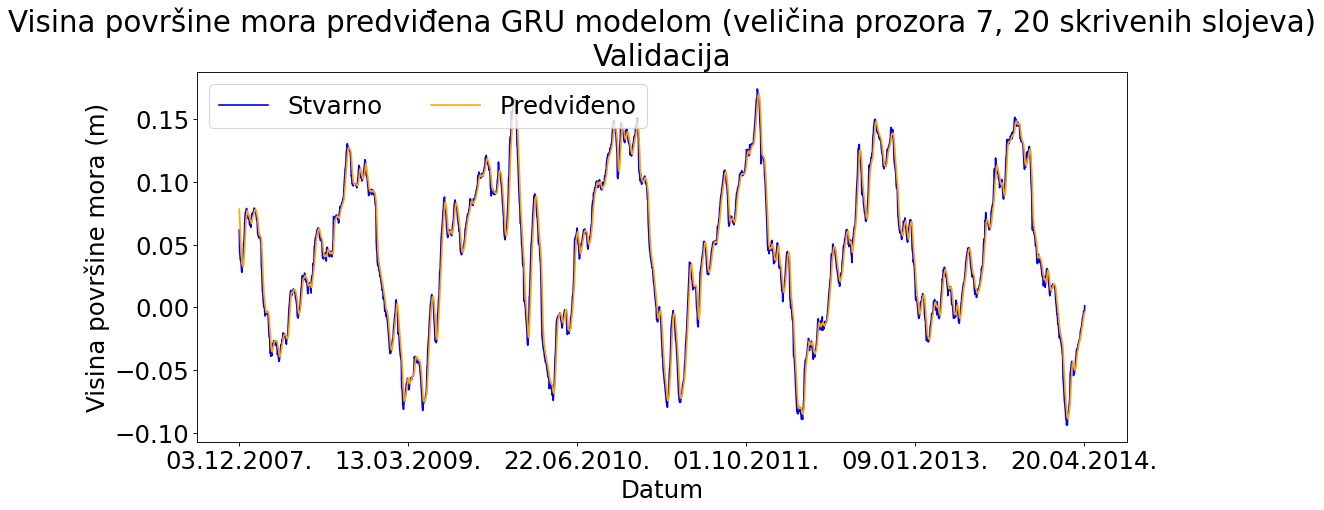 Visina površine mora predviđena GRU modelom (veličina prozora 7, 20 skrivenih slojeva)
Validacija
Stvarno Predviđeno
Visina površine mora (m)
0.15
0.10
0.05
0.00
−0.05
−0.10
03.12.2007. 13.03.2009. 22.06.2010. 01.10.2011. 09.01.2013. 20.04.2014.
Datum